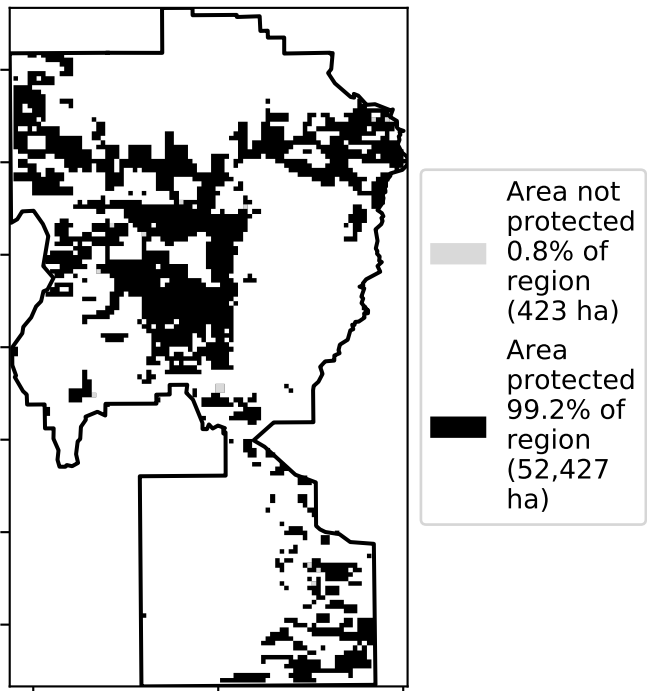 Area not
protected
0.8% of
region
(423 ha)
Area
protected
99.2% of
region
(52,427
ha)